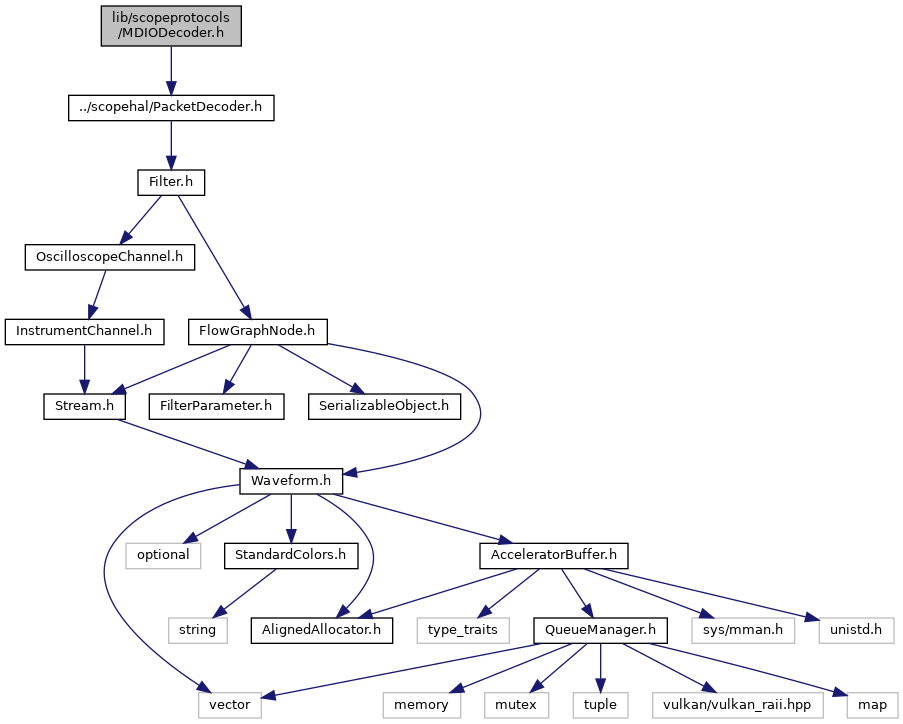 lib/scopeprotocols
/MDIODecoder.h
../scopehal/PacketDecoder.h
Filter.h
OscilloscopeChannel.h
InstrumentChannel.h
FlowGraphNode.h
Stream.h
FilterParameter.h
SerializableObject.h
Waveform.h
optional
StandardColors.h
AcceleratorBuffer.h
string
AlignedAllocator.h
type_traits
QueueManager.h
sys/mman.h
unistd.h
vector
memory
mutex
tuple
vulkan/vulkan_raii.hpp
map